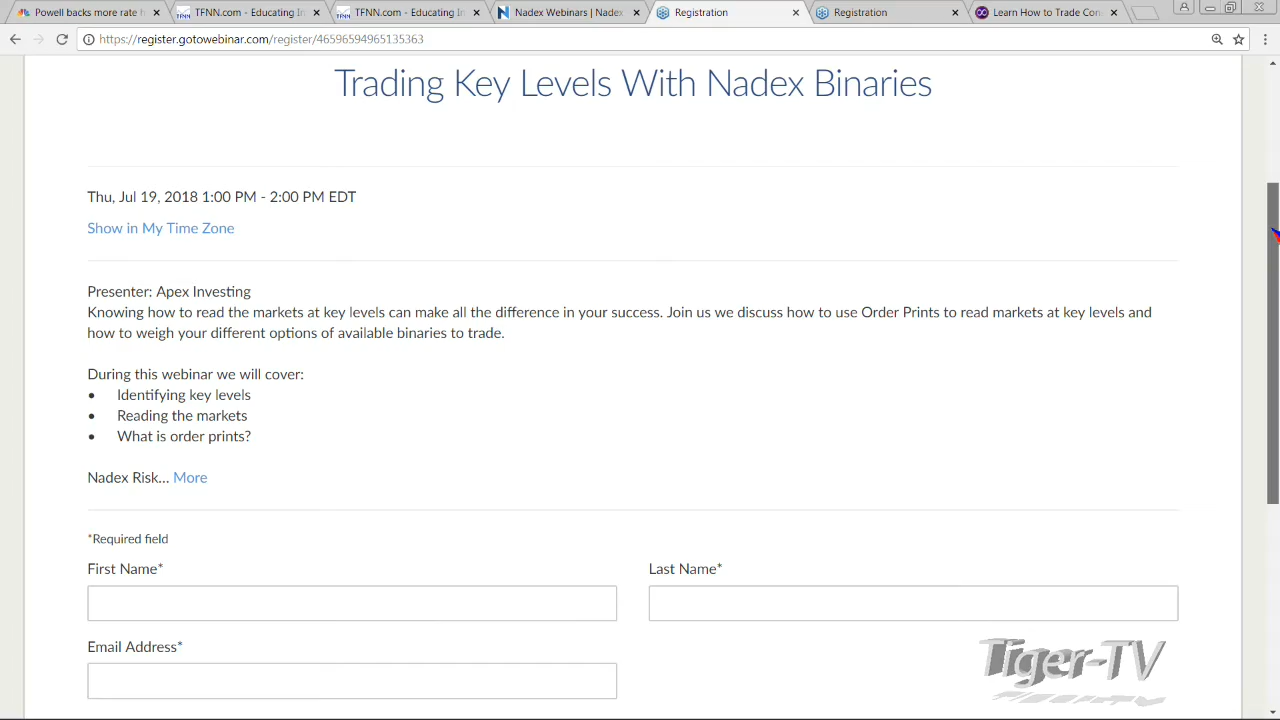 Powell backs more rate h
TFNN.com - Educating In
TFNN.com - Educating In
Nadex Webinars | Nadex
Registration
Registration
Learn How to Trade Con
https://register.gotowebinar.com/register/46596594965135363
Trading Key Levels With Nadex Binaries
Thu, Jul 19, 2018 1:00 PM - 2:00 PM EDT
Show in My Time Zone
Presenter: Apex Investing
Knowing how to read the markets at key levels can make all the difference in your success. Join us we discuss how to use Order Prints to read markets at key levels and
how to weigh your different options of available binaries to trade.
During this webinar we will cover:
• Identifying key levels
• Reading the markets
• What is order prints?
Nadex Risk... More
*Required field
First Name*
Last Name*
Email Address*
Tiger-TV